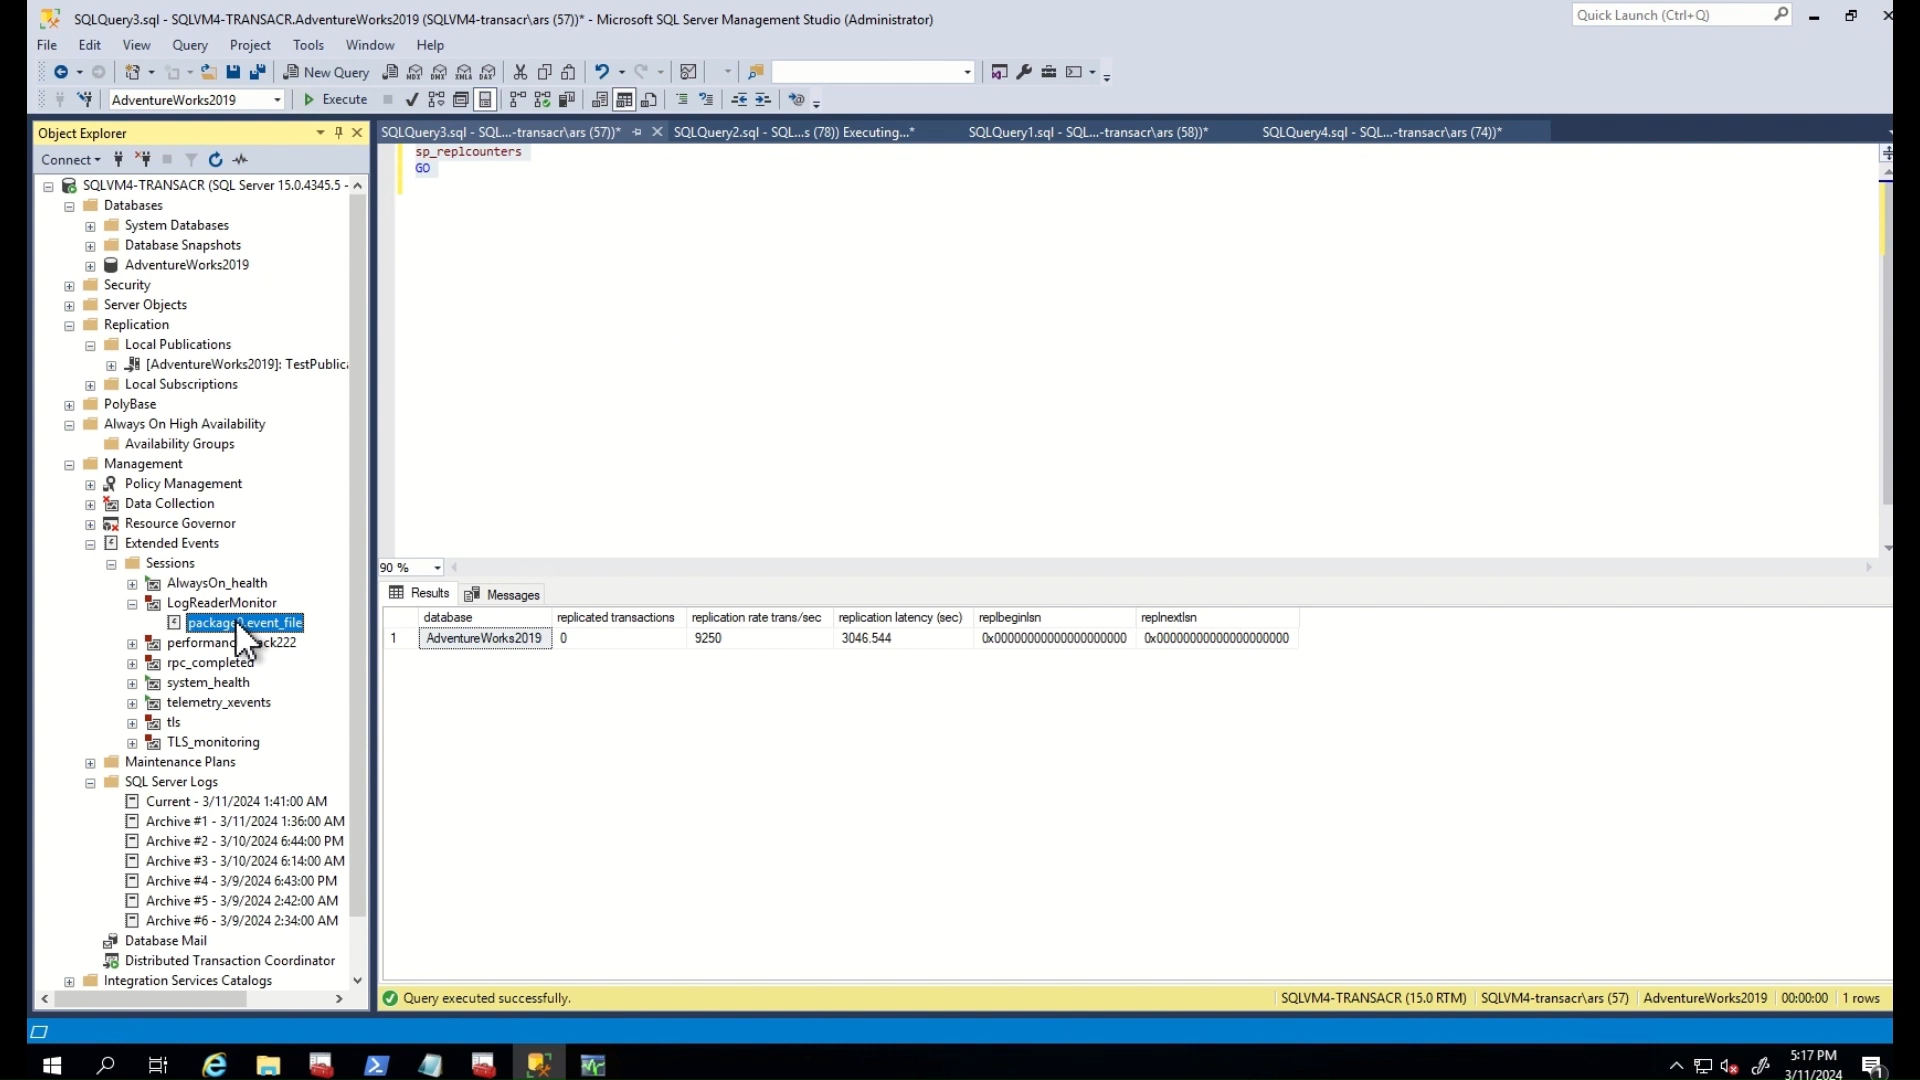 SQLQuery3.sql - SQLVM4-TRANSACR.AdventureWorks2019 (SQLVM4-transacr\ars (57))* - Microsoft SQL Server Management Studio (Administrator)
Quick Launch (Ctrl+Q)
File Edit View Query Project Tools Window Help
New Query
MDX DMX XMLA DAX
AdventureWorks2019
Execute
Object Explorer
SQLQuery3.sql - SQL...-transacr\ars (57))*
SQLQuery2.sql - SQL...s (78)) Executing...*
SQLQuery1.sql - SQL...-transacr\ars (58))*
SQLQuery4.sql - SQL...-transacr\ars (74))*
Connect
SQLVM4-TRANSACR (SQL Server 15.0.4345.5 -
Databases
System Databases
Database Snapshots
AdventureWorks2019
Security
Server Objects
Replication
Local Publications
[AdventureWorks2019]: TestPublic
Local Subscriptions
PolyBase
Always On High Availability
Availability Groups
Management
Policy Management
Data Collection
Resource Governor
Extended Events
Sessions
AlwaysOn_health
LogReaderMonitor
package0.event_file
rpc_completed
system_health
telemetry_xevents
tls
TLS_monitoring
Maintenance Plans
SQL Server Logs
Current - 3/11/2024 1:41:00 AM
Archive #1 - 3/11/2024 1:36:00 AM
Archive #2 - 3/10/2024 6:44:00 PM
Archive #3 - 3/10/2024 6:14:00 AM
Archive #4 - 3/9/2024 6:43:00 PM
Archive #5 - 3/9/2024 2:42:00 AM
Archive #6 - 3/9/2024 2:34:00 AM
Database Mail
Distributed Transaction Coordinator
Integration Services Catalogs
sp_replcounters
GO
90 %
Results Messages
database replicated transactions replication rate trans/sec replication latency (sec) replbeginlsn replnextlsn
1 AdventureWorks2019 0 9250 3046.544 0x00000000000000000000 0x00000000000000000000
Query executed successfully.
SQLVM4-TRANSACR (15.0 RTM) SQLVM4-transacr\ars (57) AdventureWorks2019 00:00:00 1 rows
5:17 PM
3/11/2024
1